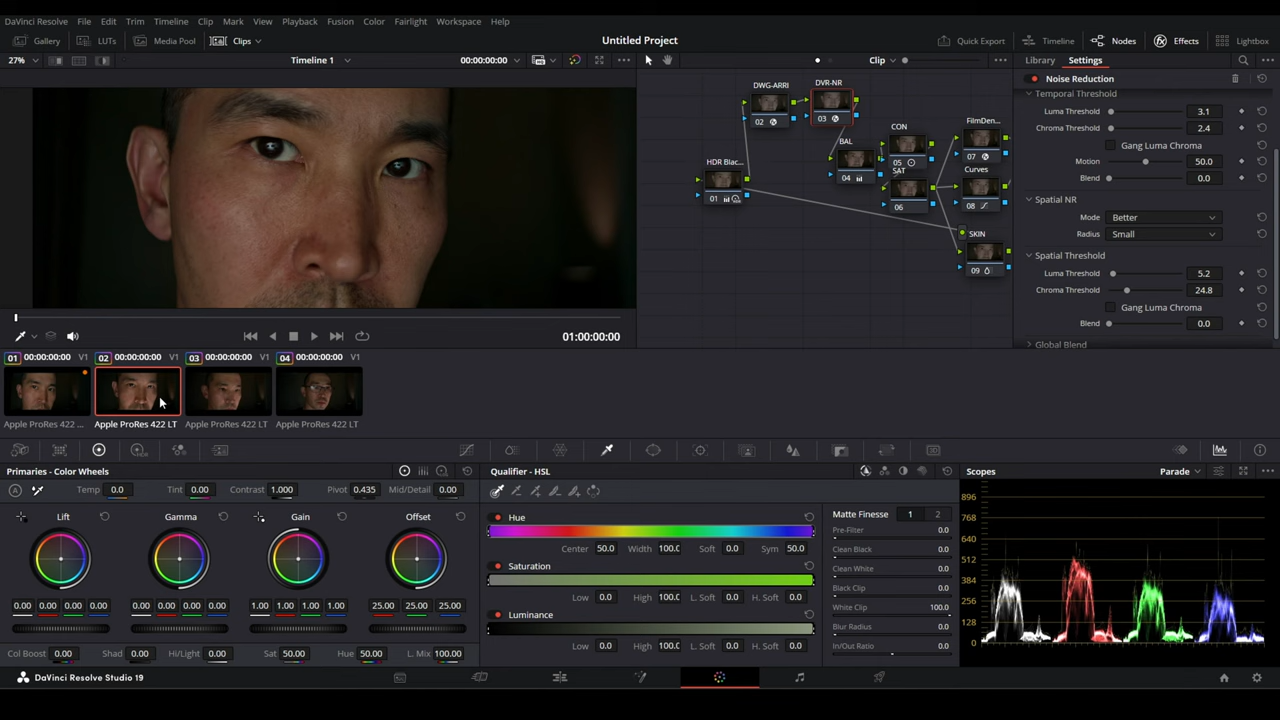 DaVinci Resolve File Edit Trim Timeline Clip Mark View Playback Fusion Color Fairlight Workspace Help
Gallery LUTs Media Pool Clips Untitled Project Quick Export Timeline Nodes Effects Lightbox
27% Timeline 1 00:00:00:00 Clip Library Settings
Noise Reduction
Temporal Threshold
Luma Threshold 3.1
Chroma Threshold 2.4
Gang Luma Chroma
Motion 50.0
Blend 0.0
Spatial NR
Mode Better
Radius Small
Spatial Threshold
Luma Threshold 5.2
Chroma Threshold 24.8
Gang Luma Chroma
Blend 0.0
Global Blend
DWG-ARRI DVR-NR
02 03
CON FilmDen...
BAL
05 07
HDR Blac... SAT Curves
04
01 06 08
SKIN
09
01:00:00:00
01 00:00:00:00 V1 02 00:00:00:00 V1 03 00:00:00:00 V1 04 00:00:00:00 V1
Apple ProRes 422 ... Apple ProRes 422 LT Apple ProRes 422 LT Apple ProRes 422 LT
Primaries - Color Wheels Qualifier - HSL Scopes Parade
Temp 0.0 Tint 0.00 Contrast 1.000 Pivot 0.435 Mid/Detail 0.00
Lift Gamma Gain Offset
0.00 0.00 0.00 0.00 0.00 0.00 0.00 0.00 1.00 1.00 1.00 1.00 25.00 25.00 25.00
Col Boost 0.00 Shad 0.00 Hi/Light 0.00 Sat 50.00 Hue 50.00 L. Mix 100.00
Hue
Center 50.0 Width 100.0 Soft 0.0 Sym 50.0
Saturation
Low 0.0 High 100.0 L. Soft 0.0 H. Soft 0.0
Luminance
Low 0.0 High 100.0 L. Soft 0.0 H. Soft 0.0
Matte Finesse 1 2
Pre-Filter 0.0
Clean Black 0.0
Clean White 0.0
Black Clip 0.0
White Clip 100.0
Blur Radius 0.0
In/Out Ratio 0.0
896
768
640
512
384
256
128
0
DaVinci Resolve Studio 19